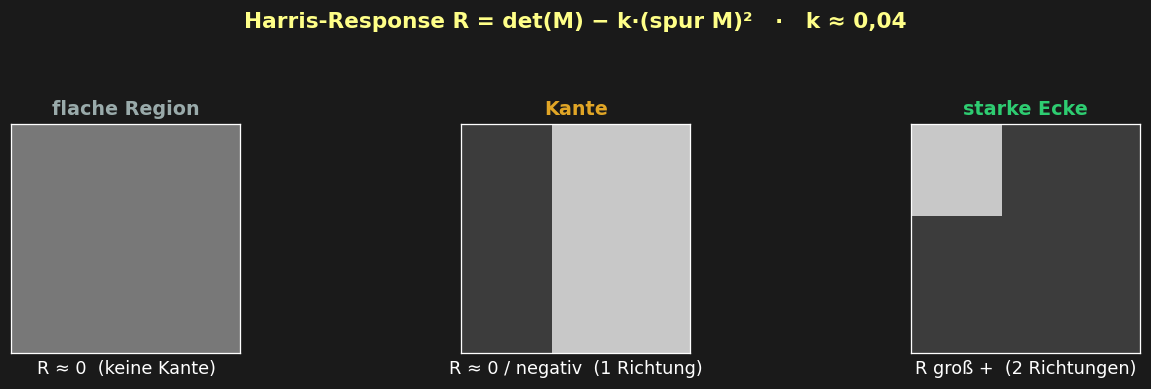 Harris-Response R = det(M) − k·(spur M)²   ·   k ≈ 0,04
flache Region
Kante
starke Ecke
R ≈ 0  (keine Kante)
R ≈ 0 / negativ  (1 Richtung)
R groß +  (2 Richtungen)